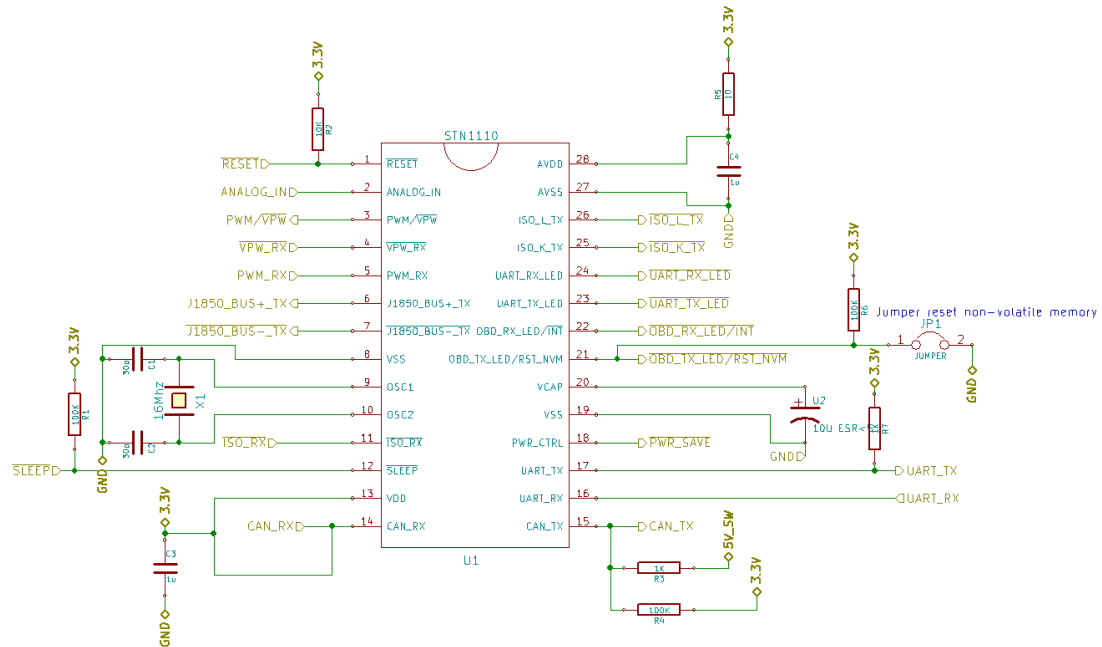 3.3V
3.3V
R5
10
10K
R2
STN1110
C4
1u
RESET
1
RESET
AVDD
28
ANALOG_IN
2
ANALOG_IN
AVSS
27
PWM/VPW
3
PWM/VPW
ISO_L_TX
26
ISO_L_TX
GND
VPW_RX
4
VPW_RX
ISO_K_TX
25
ISO_K_TX
3.3V
PWM_RX
5
PWM_RX
UART_RX_LED
24
UART_RX_LED
J1850_BUS+_TX
6
J1850_BUS+_TX
UART_TX_LED
23
UART_TX_LED
100K
R6
Jumper reset non-volatile memory
J1850_BUS-_TX
7
J1850_BUS-_TX
OBD_RX_LED/INT
22
OBD_RX_LED/INT
JP1
1
2
JUMPER
3.3V
30p
C1
8
VSS
OBD_TX_LED/RST_NVM
21
OBD_TX_LED/RST_NVM
3.3V
GND
9
OSC1
VCAP
20
16Mhz
X1
U2
100K
R1
10
OSC2
VSS
19
10U ESR<
1K
R7
30p
C2
ISO_RX
11
ISO_RX
PWR_CTRL
18
PWR_SAVE
GND
SLEEP
GND
12
SLEEP
UART_TX
17
UART_TX
3.3V
13
VDD
UART_RX
16
UART_RX
CAN_RX
14
CAN_RX
CAN_TX
15
CAN_TX
5V_SW
C3
1u
U1
1K
R3
3.3V
GND
100K
R4